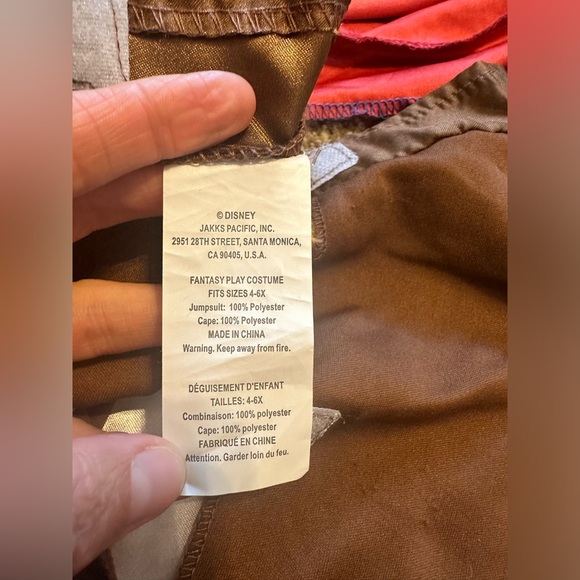 © DISNEY
JAKKS PACIFIC, INC.
2951 28TH STREET, SANTA MONICA,
CA 90405, U.S.A.
FANTASY PLAY COSTUME
FITS SIZES 4-6X
Jumpsuit: 100% Polyester
Cape: 100% Polyester
MADE IN CHINA
Warning. Keep away from fire.
DÉGUISEMENT D'ENFANT
TAILLES: 4-6X
Combinaison: 100% polyester
Cape: 100% polyester
FABRIQUÉ EN CHINE
Attention. Garder loin du feu.